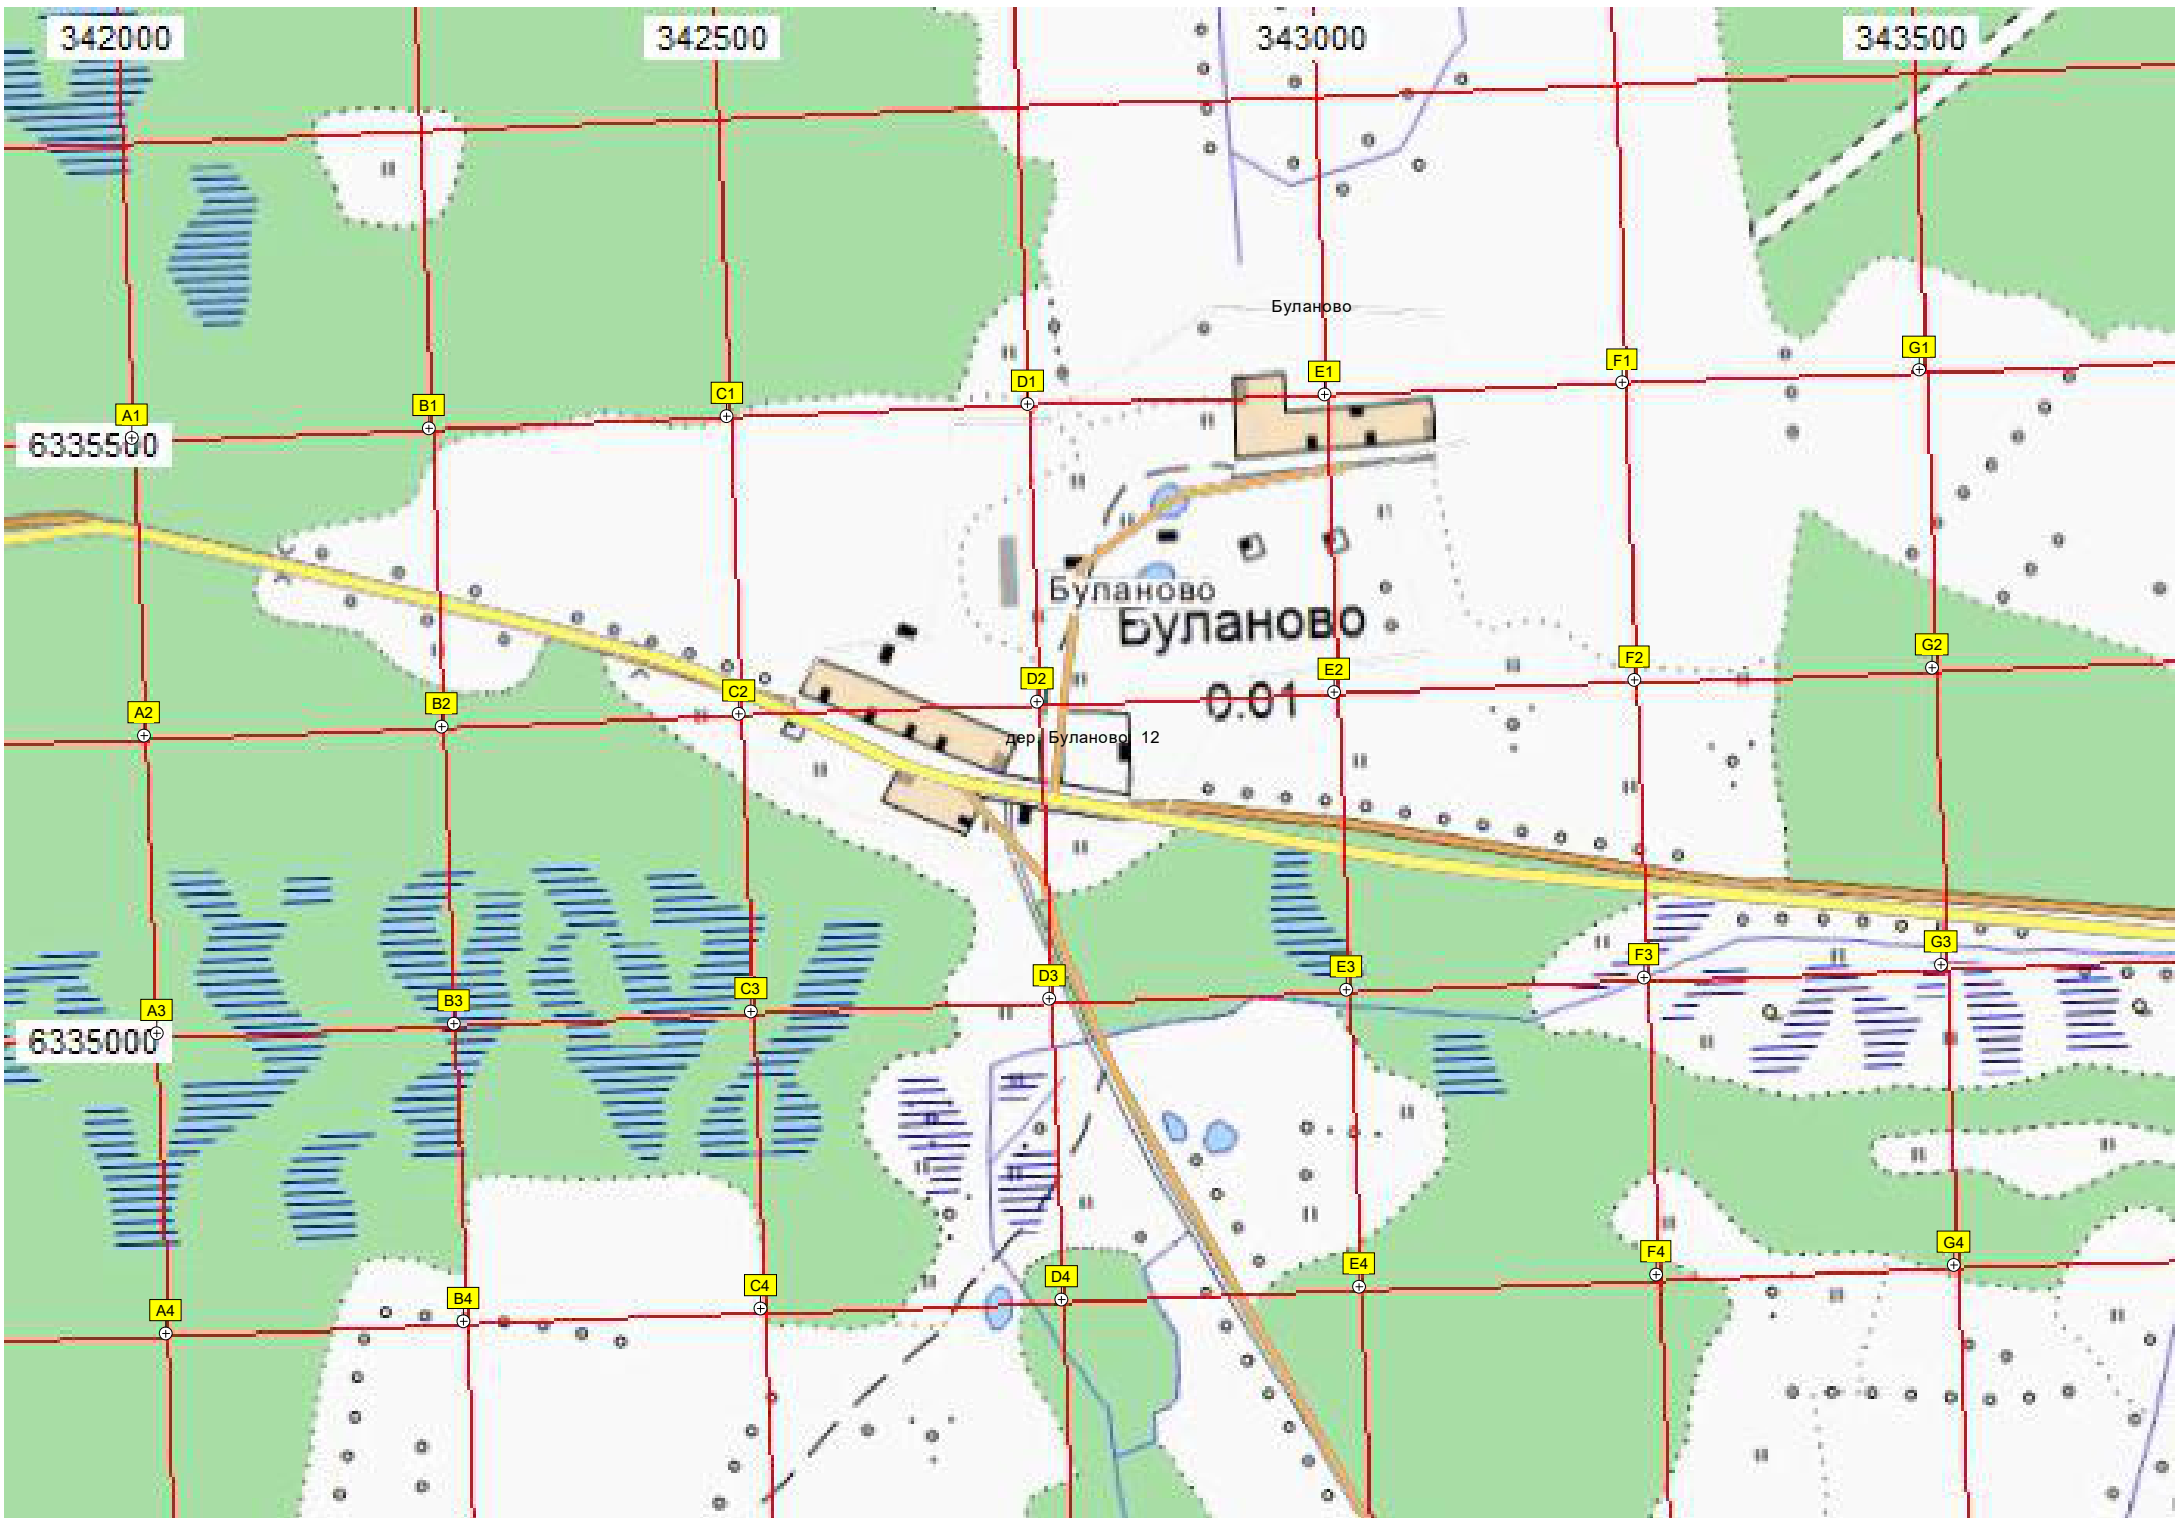 342000 342500 343000 343500
Буланово
A1 B1 C1 D1 E1 F1 G1
6335500
Буланово
Буланово
A2 B2 C2 D2 E2 F2 G2
0.01
дер. Буланово 12
A3 B3 C3 D3 E3 F3 G3
6335000
A4 B4 C4 D4 E4 F4 G4